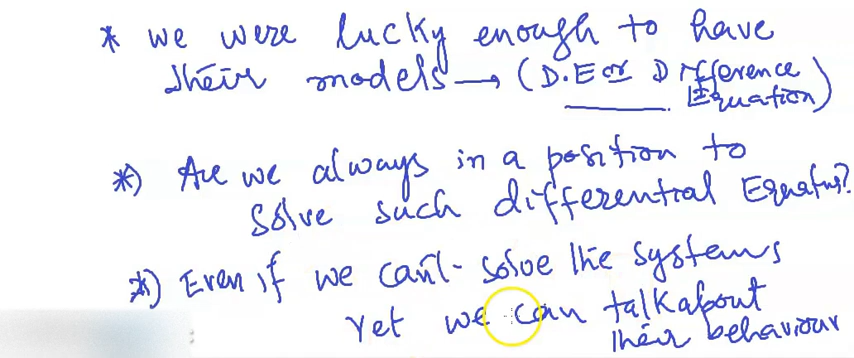 * we were lucky enough to have
their models → (D.E or Difference
Equation)
*) Are we always in a position to
solve such differential Equations?
*) Even if we can't solve the systems
Yet we can talk about
their behaviour